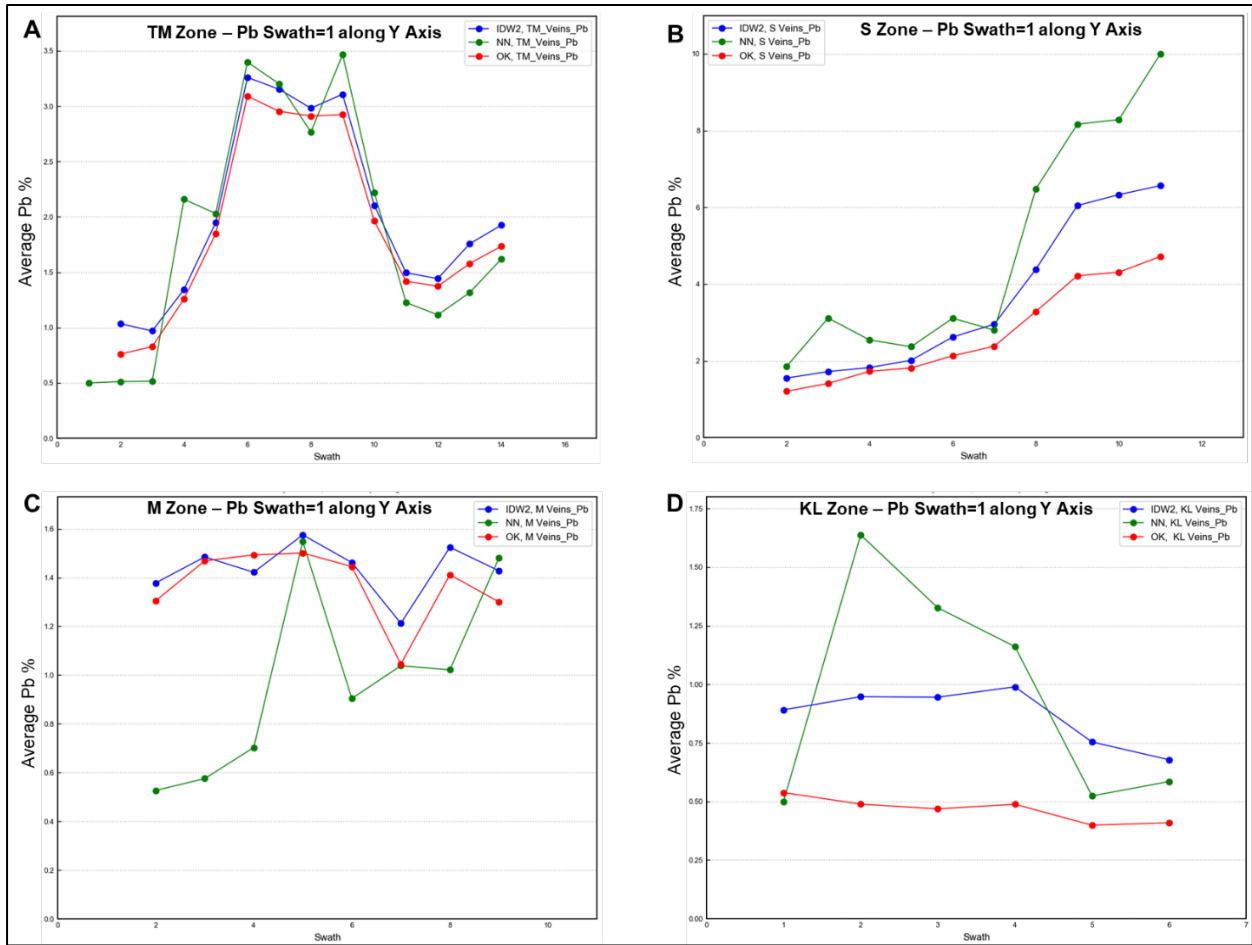 A
TM Zone – Pb Swath=1 along Y Axis
IDW2, TM_Veins_Pb
NN, TM_Veins_Pb
OK, TM_Veins_Pb
Average Pb %
3.5
3.0
2.5
2.0
1.5
1.0
0.5
0.0
0 2 4 6 8 10 12 14 16
Swath
B
S Zone – Pb Swath=1 along Y Axis
IDW2, S Veins_Pb
NN, S Veins_Pb
OK, S Veins_Pb
Average Pb %
10
8
6
4
2
0
0 2 4 6 8 10 12
Swath
C
M Zone – Pb Swath=1 along Y Axis
IDW2, M Veins_Pb
NN, M Veins_Pb
OK, M Veins_Pb
Average Pb %
1.6
1.4
1.2
1.0
0.8
0.6
0.4
0.2
0.0
0 2 4 6 8 10
Swath
D
KL Zone – Pb Swath=1 along Y Axis
IDW2, KL Veins_Pb
NN, KL Veins_Pb
OK, KL Veins_Pb
Average Pb %
1.75
1.50
1.25
1.00
0.75
0.50
0.25
0.00
0 1 2 3 4 5 6 7
Swath